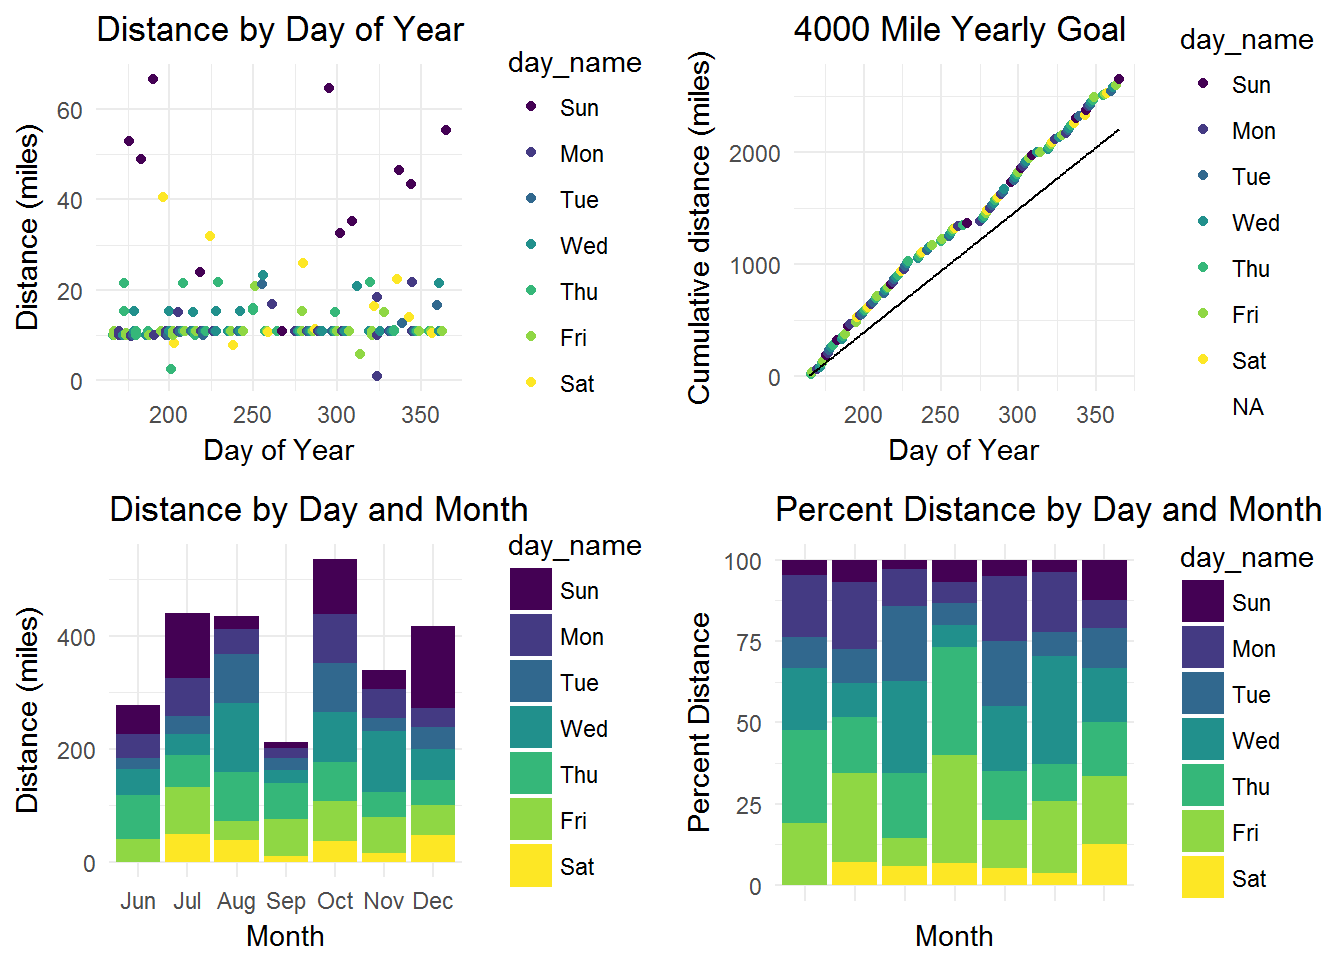 Distance by Day of Year
Distance (miles)
60
40
20
0
200
250
300
350
Day of Year
day_name
Sun
Mon
Tue
Wed
Thu
Fri
Sat
4000 Mile Yearly Goal
Cumulative distance (miles)
2000
1000
0
200
250
300
350
Day of Year
day_name
Sun
Mon
Tue
Wed
Thu
Fri
Sat
NA
Distance by Day and Month
Distance (miles)
400
200
0
Jun Jul Aug Sep Oct Nov Dec
Month
day_name
Sun
Mon
Tue
Wed
Thu
Fri
Sat
Percent Distance by Day and Month
Percent Distance
100
75
50
25
0
Month
day_name
Sun
Mon
Tue
Wed
Thu
Fri
Sat